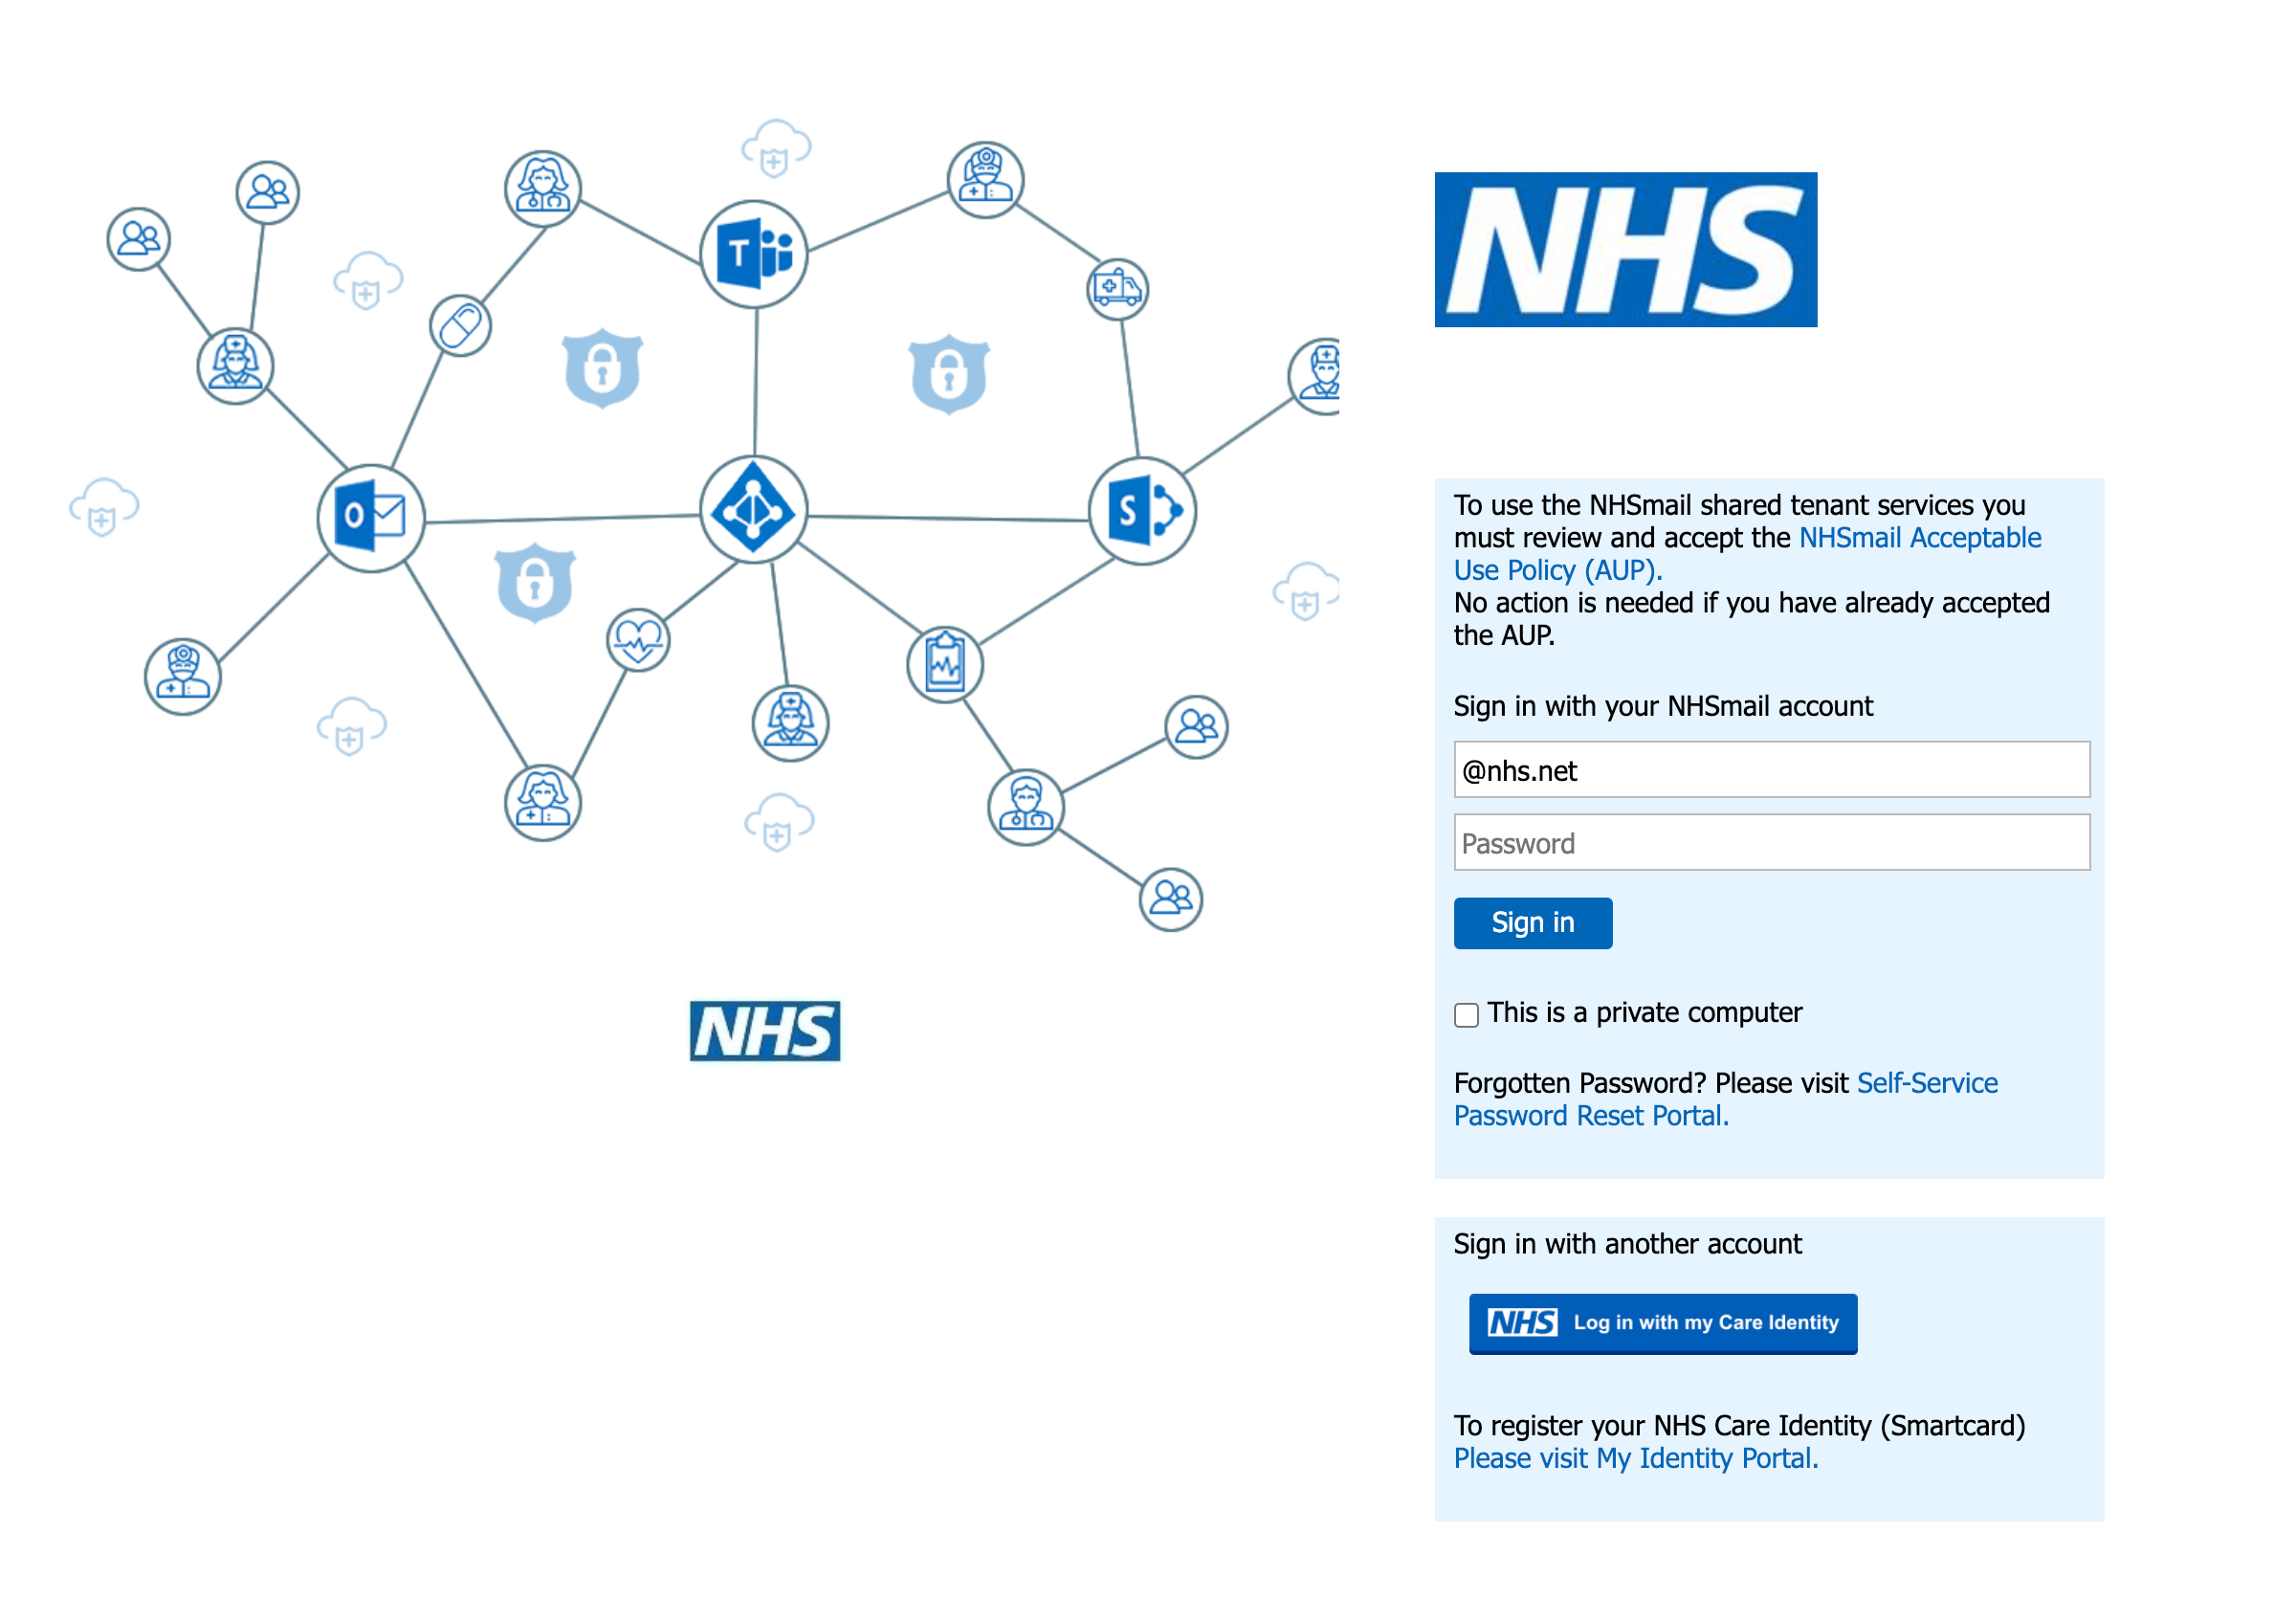 T
O
S
NHS
NHS
To use the NHSmail shared tenant services you
must review and accept the NHSmail Acceptable
Use Policy (AUP).
No action is needed if you have already accepted
the AUP.
Sign in with your NHSmail account
@nhs.net
Password
Sign in
This is a private computer
Forgotten Password? Please visit Self-Service
Password Reset Portal.
Sign in with another account
NHS Log in with my Care Identity
To register your NHS Care Identity (Smartcard)
Please visit My Identity Portal.